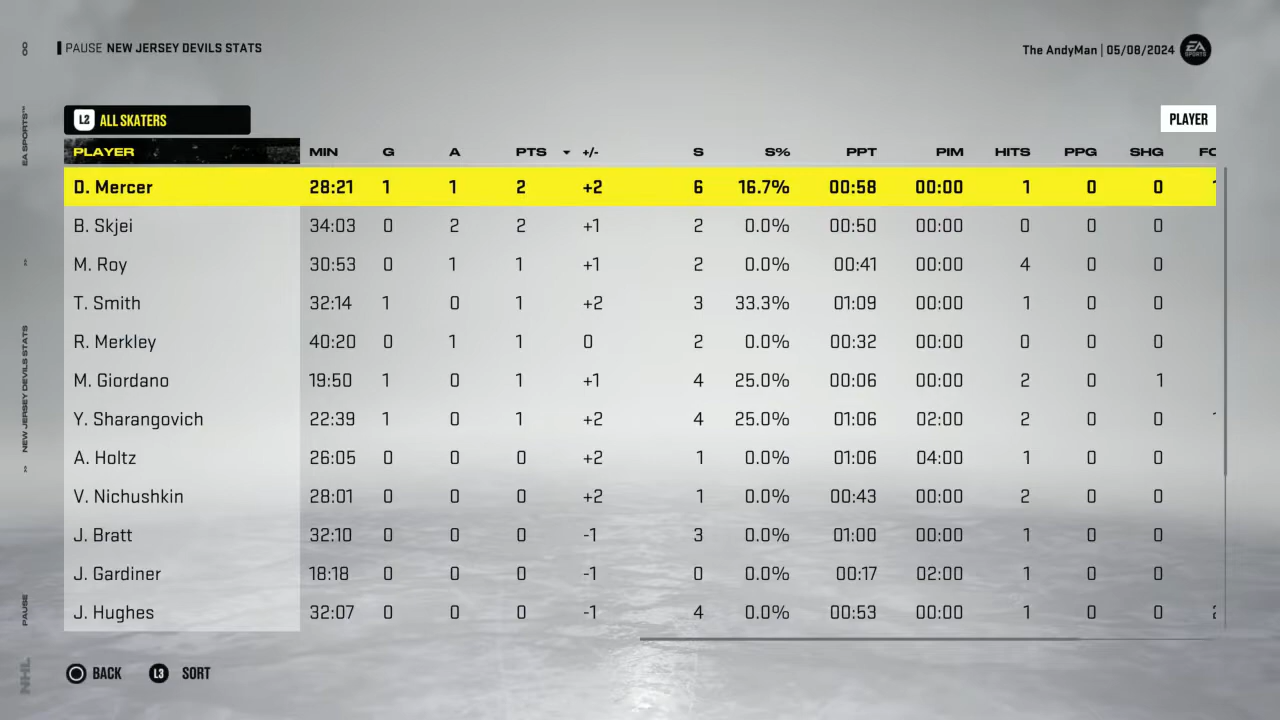 PAUSE NEW JERSEY DEVILS STATS
The AndyMan | 05/08/2024
EA SPORTS
L2 ALL SKATERS
PLAYER
PLAYER MIN G A PTS +/- S S% PPT PIM HITS PPG SHG
D. Mercer 28:21 1 1 2 +2 6 16.7% 00:58 00:00 1 0 0
B. Skjei 34:03 0 2 2 +1 2 0.0% 00:50 00:00 0 0 0
M. Roy 30:53 0 1 1 +1 2 0.0% 00:41 00:00 4 0 0
T. Smith 32:14 1 0 1 +2 3 33.3% 01:09 00:00 1 0 0
R. Merkley 40:20 0 1 1 0 2 0.0% 00:32 00:00 0 0 0
M. Giordano 19:50 1 0 1 +1 4 25.0% 00:06 00:00 2 0 1
Y. Sharangovich 22:39 1 0 1 +2 4 25.0% 01:06 02:00 2 0 0
A. Holtz 26:05 0 0 0 +2 1 0.0% 01:06 04:00 1 0 0
V. Nichushkin 28:01 0 0 0 +2 1 0.0% 00:43 00:00 2 0 0
J. Bratt 32:10 0 0 0 -1 3 0.0% 01:00 00:00 1 0 0
J. Gardiner 18:18 0 0 0 -1 0 0.0% 00:17 02:00 1 0 0
J. Hughes 32:07 0 0 0 -1 4 0.0% 00:53 00:00 1 0 0
BACK L3 SORT
NHL PAUSE » NEW JERSEY DEVILS STATS » EA SPORTS™